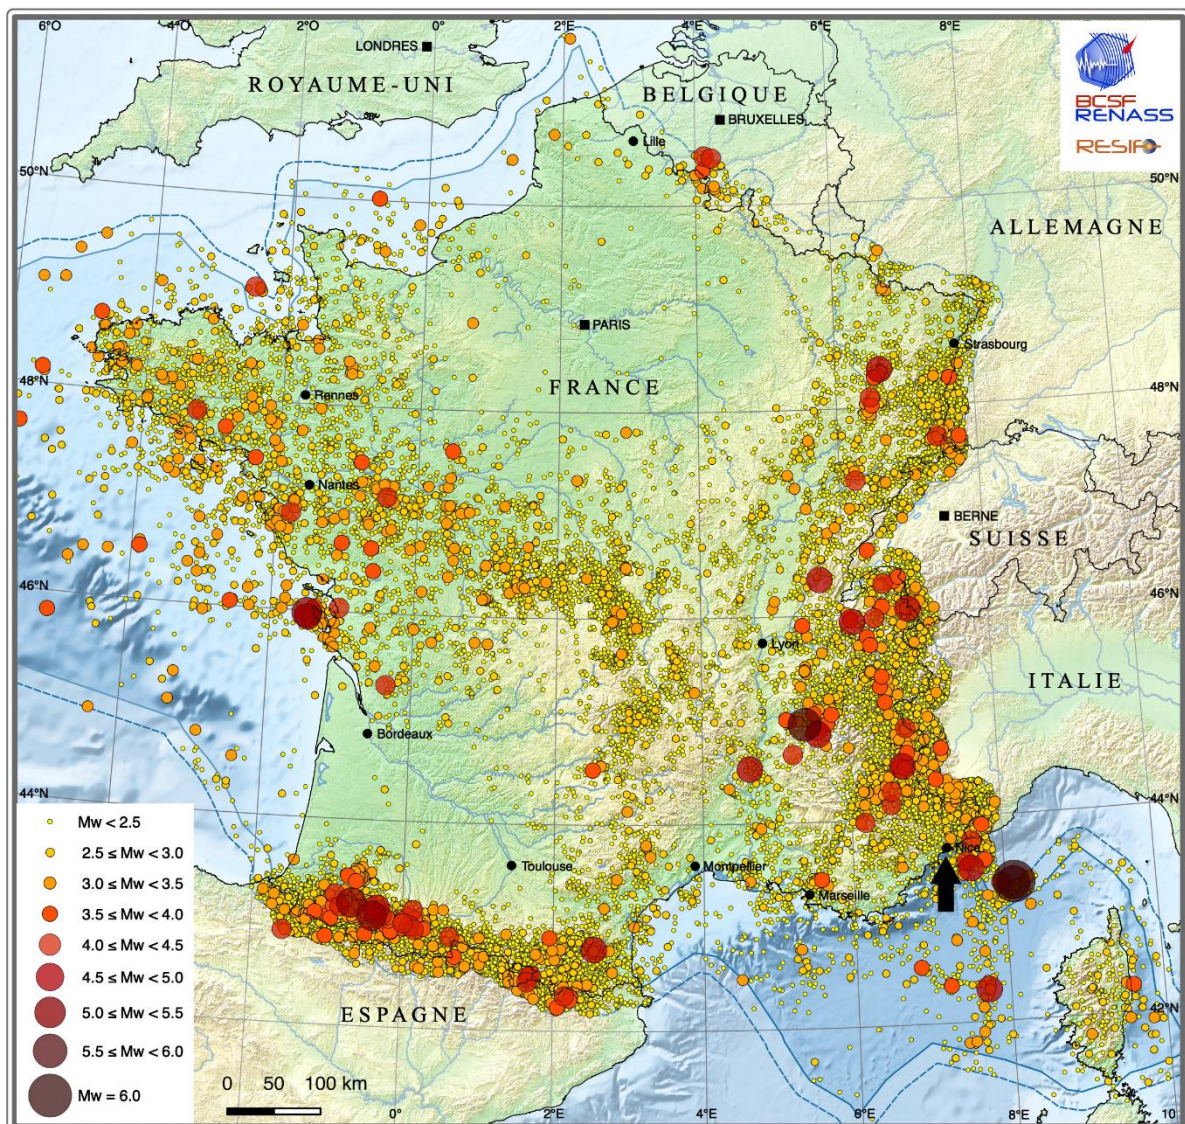 6°O
4°O
2°O
0°
2°E
4°E
6°E
8°E
LONDRES
ROYAUME-UNI
BELGIQUE
BRUXELLES
Lille
BCSF
RENASS
RESIF
50°N
50°N
ALLEMAGNE
PARIS
Strasbourg
FRANCE
48°N
48°N
Rennes
Nantes
BERNE
SUISSE
46°N
46°N
Lyon
ITALIE
Bordeaux
44°N
44°N
Mw < 2.5
2.5 ≤ Mw < 3.0
3.0 ≤ Mw < 3.5
3.5 ≤ Mw < 4.0
4.0 ≤ Mw < 4.5
4.5 ≤ Mw < 5.0
5.0 ≤ Mw < 5.5
5.5 ≤ Mw < 6.0
Mw = 6.0
Toulouse
Montpellier
Nice
Marseille
ESPAGNE
42°N
0 50 100 km
0°
4°E
6°E
8°E
10